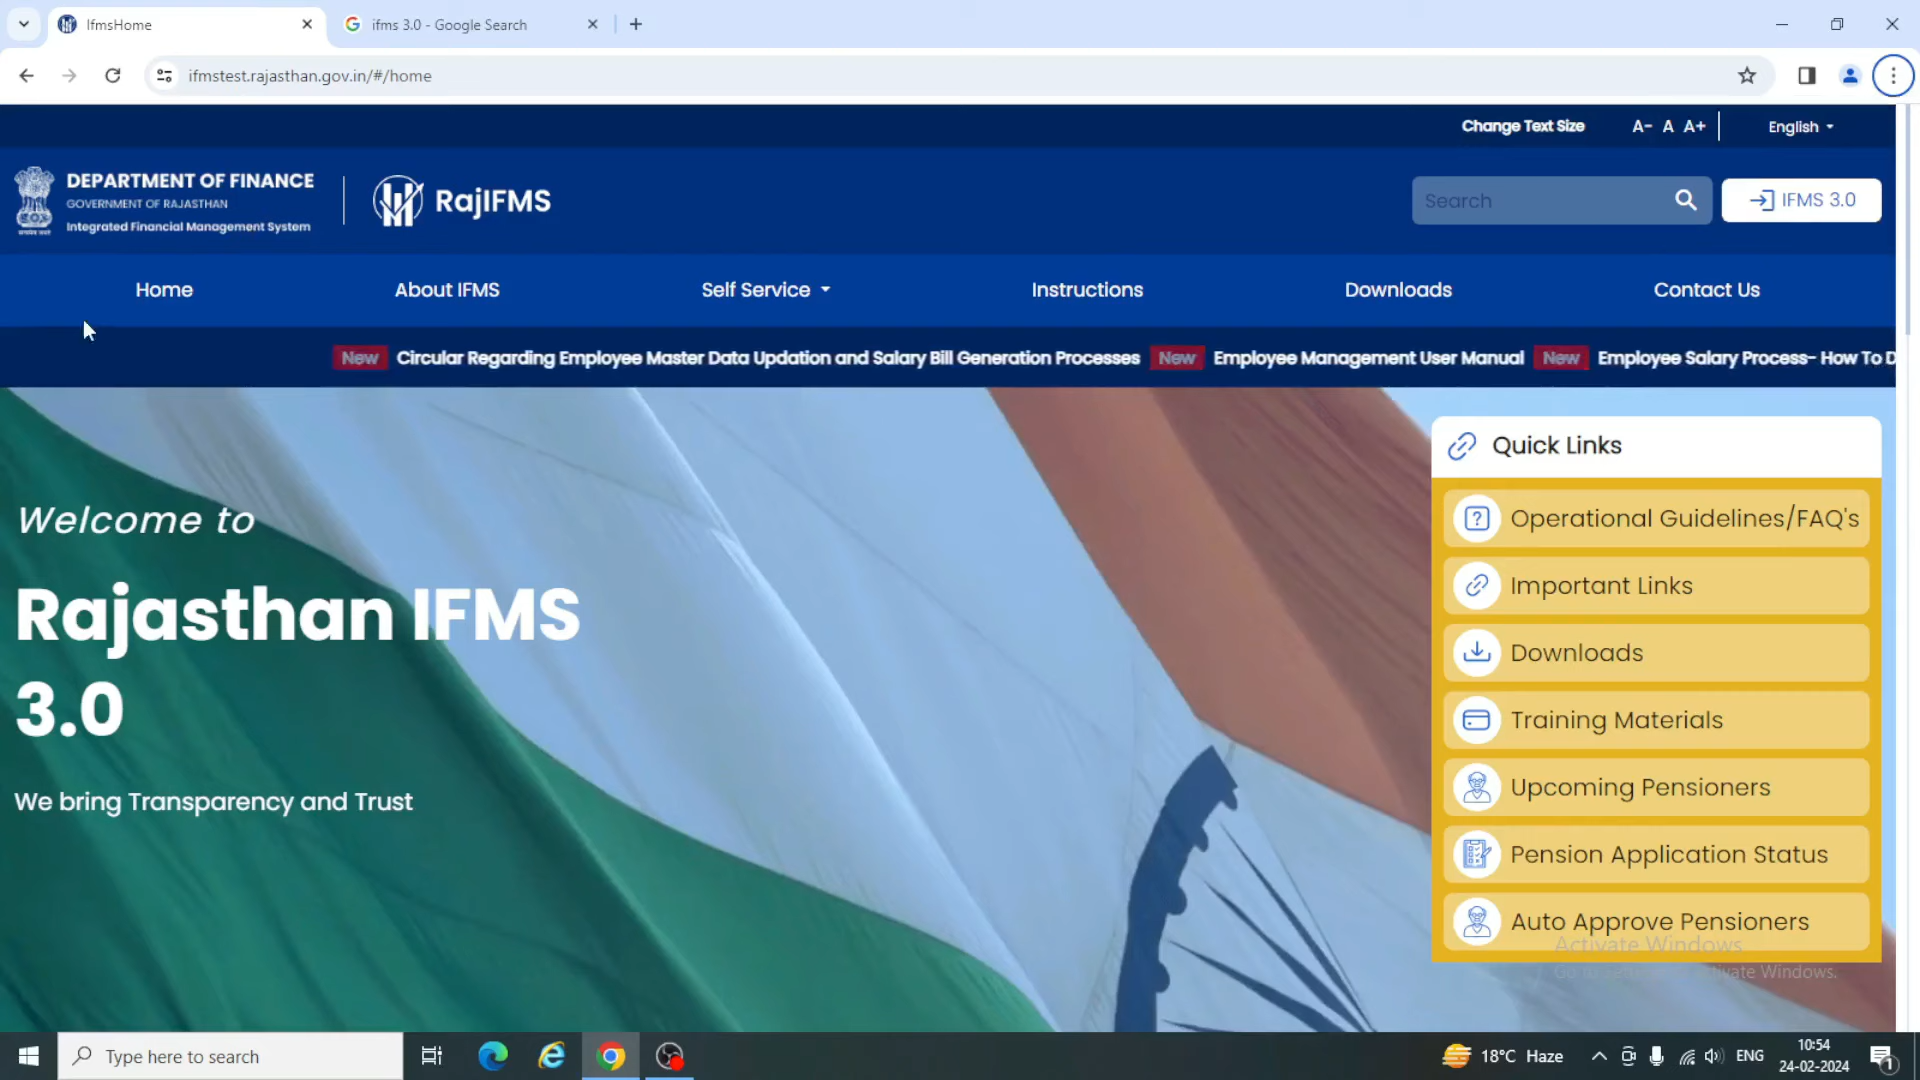 IfmsHome
ifms 3.0 - Google Search
ifmstest.rajasthan.gov.in/#/home
Change Text Size A- A A+ English
DEPARTMENT OF FINANCE
GOVERNMENT OF RAJASTHAN
Integrated Financial Management System
RajIFMS
Search
IFMS 3.0
Home About IFMS Self Service Instructions Downloads Contact Us
New Circular Regarding Employee Master Data Updation and Salary Bill Generation Processes New Employee Management User Manual New Employee Salary Process- How To D
Quick Links
Operational Guidelines/FAQ's
Important Links
Downloads
Training Materials
Upcoming Pensioners
Pension Application Status
Auto Approve Pensioners
Welcome to
Rajasthan IFMS
3.0
We bring Transparency and Trust
Activate Windows
Windows.
Type here to search
18°C Haze
ENG
10:54
24-02-2024
1